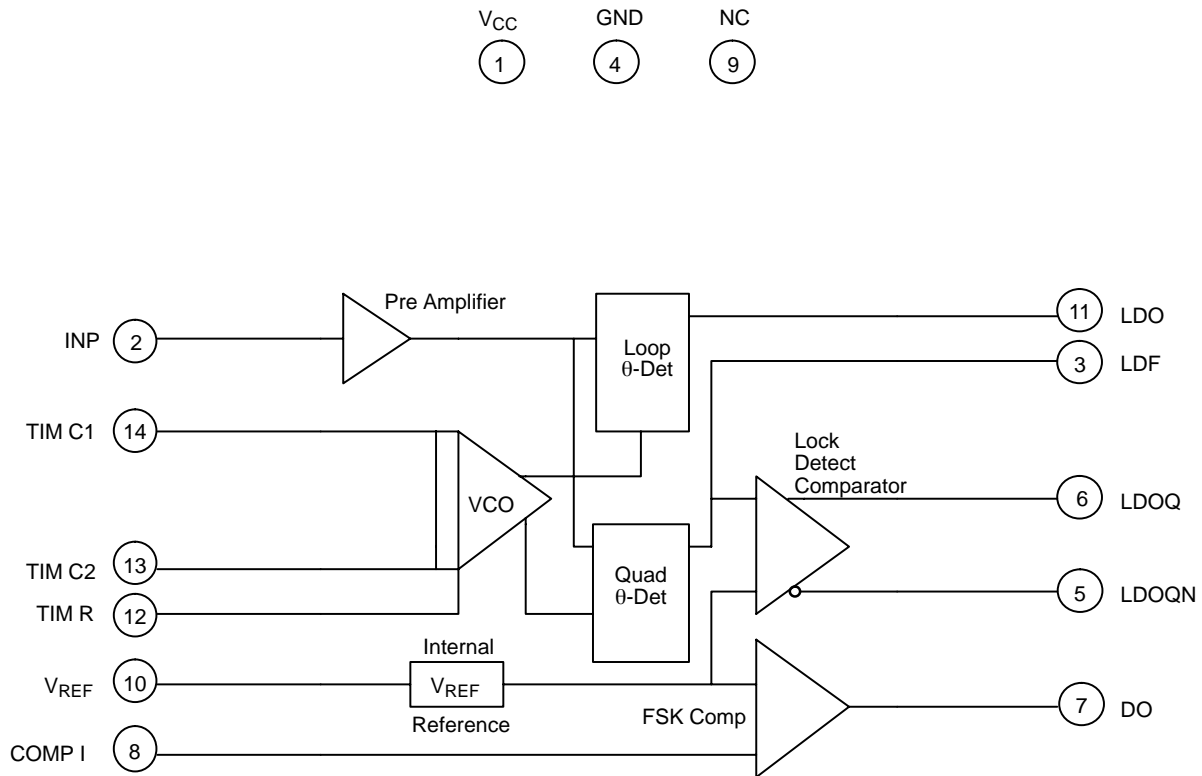 VCC GND NC
1 4 9
Pre Amplifier
INP 2
Loop
θ-Det
11 LDO
3 LDF
TIM C1 14
VCO
Lock
Detect
Comparator
6 LDOQ
TIM C2 13
TIM R 12
Quad
θ-Det
5 LDOQN
Internal
VREF 10
VREF
Reference
FSK Comp
7 DO
COMP I 8